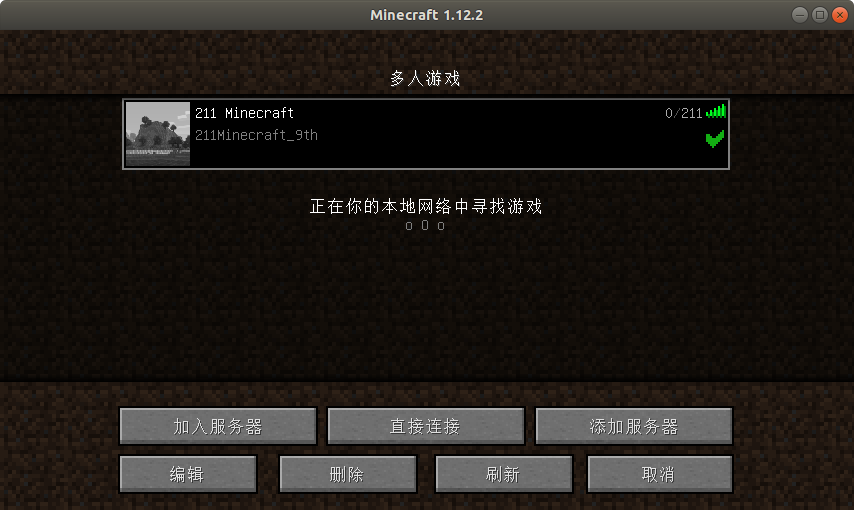 Minecraft 1.12.2
多人游戏
211 Minecraft 0/211
211Minecraft_9th
正在你的本地网络中寻找游戏
o O o
加入服务器 直接连接 添加服务器
编辑 删除 刷新 取消